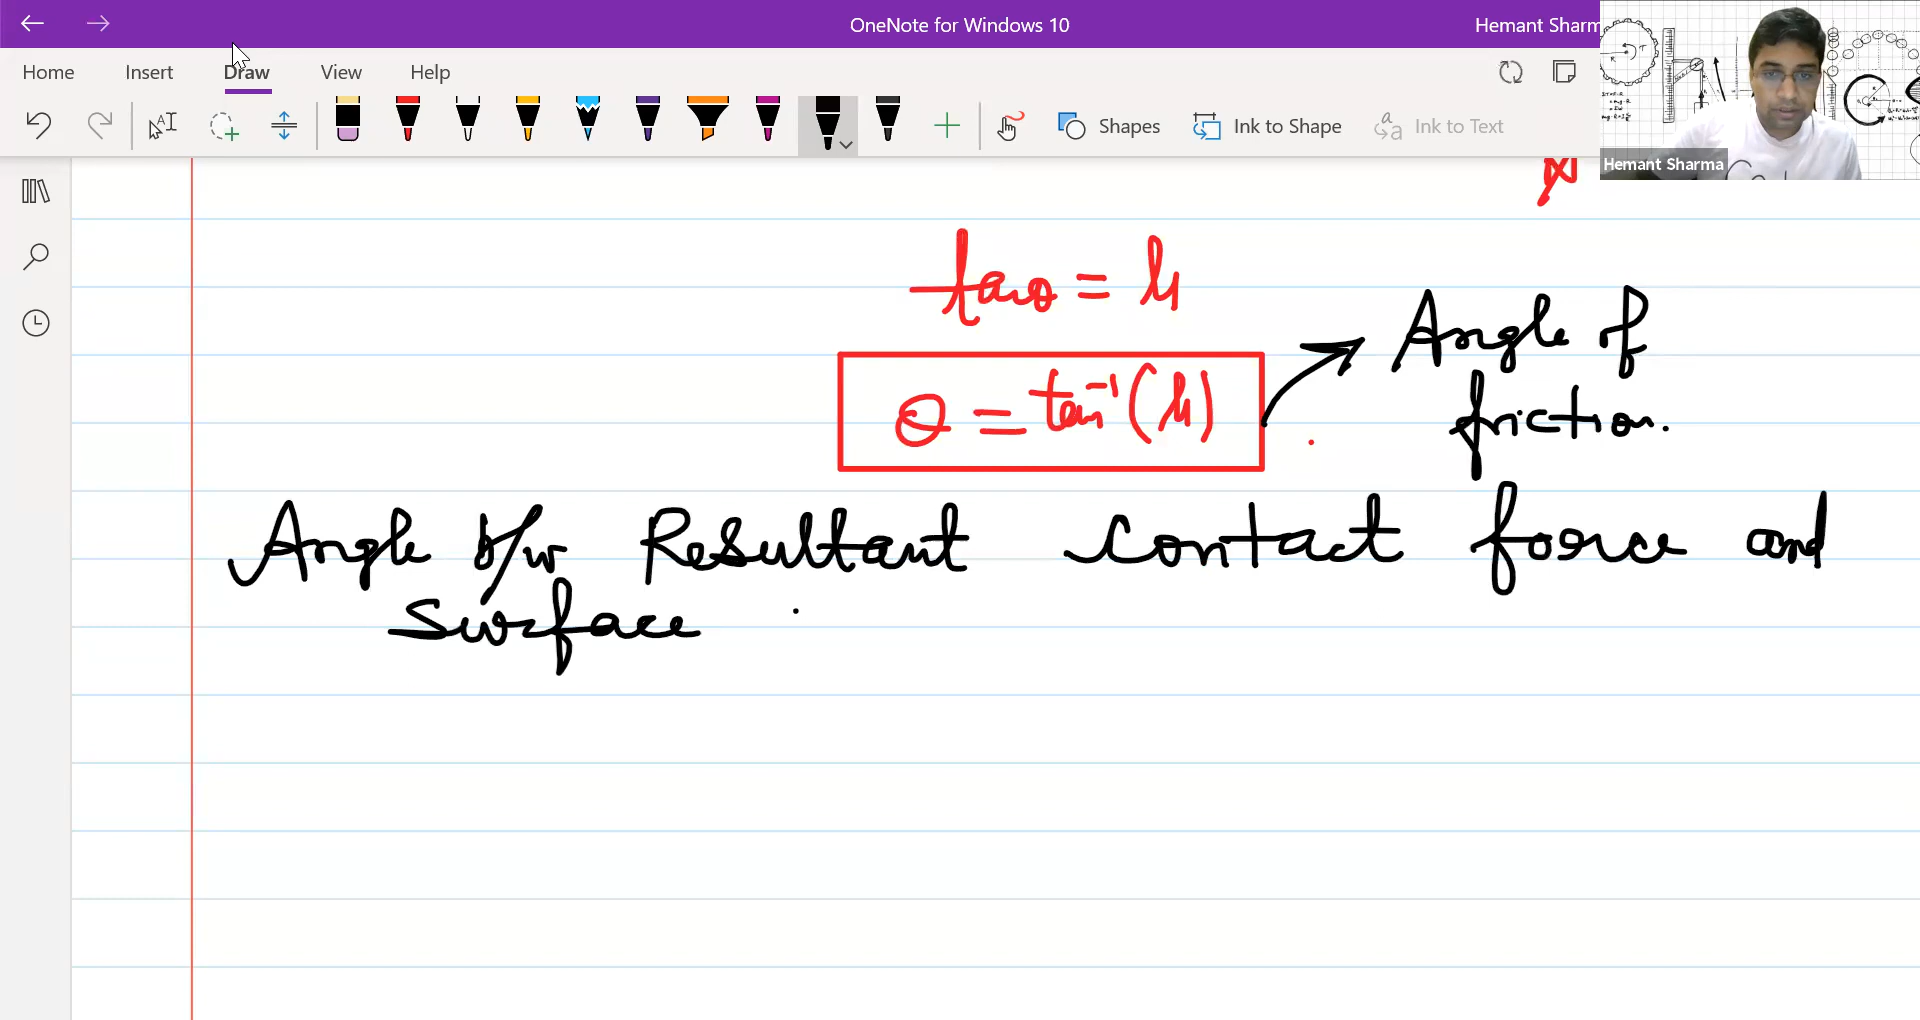 OneNote for Windows 10
Hemant Sharm
Home Insert Draw View Help
Shapes Ink to Shape Ink to Text
Hemant Sharma
tanθ = μ
θ = tan⁻¹(μ)
Angle of
friction.
Angle b/w Resultant contact force and
surface